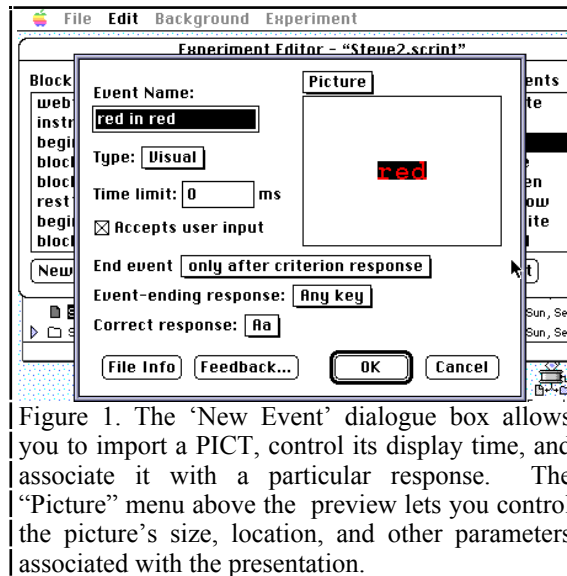 File Edit Background Experiment
Experiment Editor - “Steve2.script”
Block
ents
Event Name:
Picture
red in red
red
Type: Visual
Time limit: 0 ms
Accepts user input
End event only after criterion response
Event-ending response: Any key
Correct response: Aa
File Info Feedback... OK Cancel
webt
instr
begi
bloc
bloc
rest
begi
bloc
New
te
en
ow
ite
t
Sun, Se
Sun, Se
Figure 1. The ‘New Event’ dialogue box allows
you to import a PICT, control its display time, and
associate it with a particular response. The
“Picture” menu above the preview lets you control
the picture’s size, location, and other parameters
associated with the presentation.